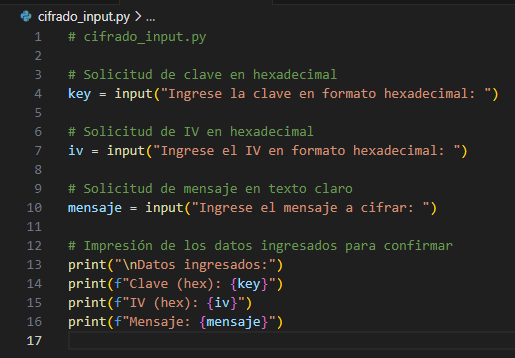 cifrado_input.py > ...
1 # cifrado_input.py
2
3 # Solicitud de clave en hexadecimal
4 key = input("Ingrese la clave en formato hexadecimal: ")
5
6 # Solicitud de IV en hexadecimal
7 iv = input("Ingrese el IV en formato hexadecimal: ")
8
9 # Solicitud de mensaje en texto claro
10 mensaje = input("Ingrese el mensaje a cifrar: ")
11
12 # Impresión de los datos ingresados para confirmar
13 print("\nDatos ingresados:")
14 print(f"Clave (hex): {key}")
15 print(f"IV (hex): {iv}")
16 print(f"Mensaje: {mensaje}")
17